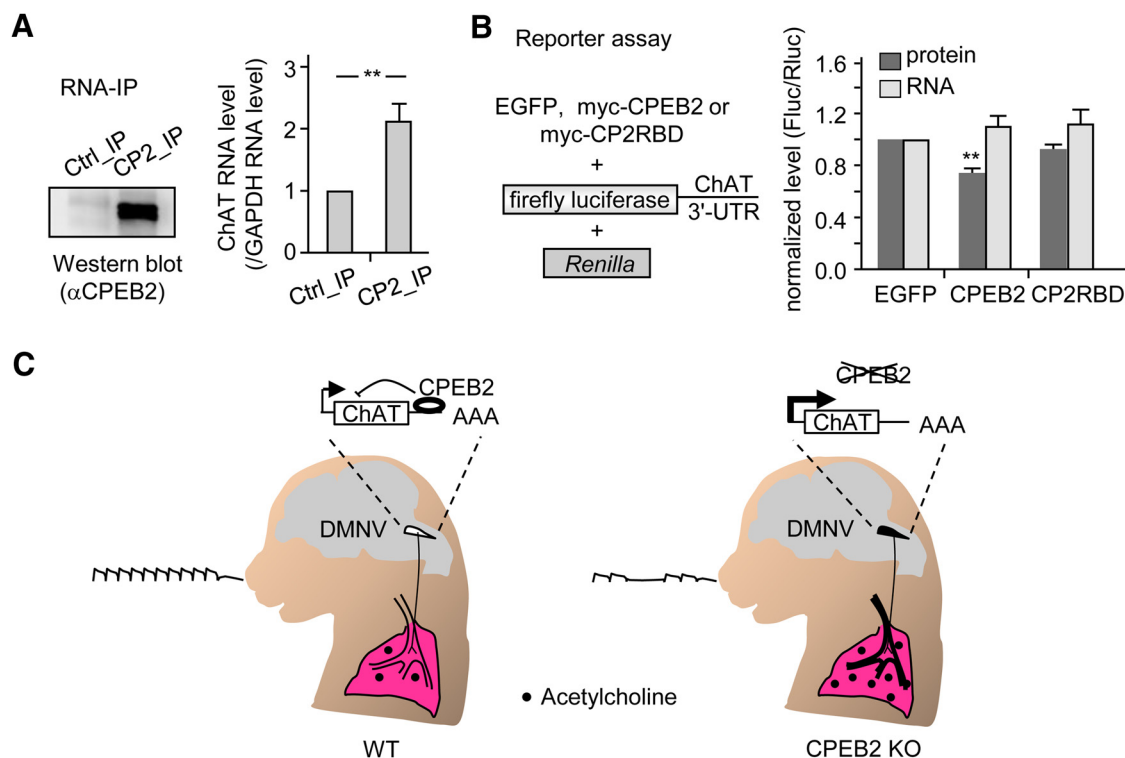 A
RNA-IP
Ctrl_IP
CP2_IP
Western blot
(αCPEB2)
ChAT RNA level
(/GAPDH RNA level)
3
2
1
0
**
Ctrl_IP
CP2_IP
B
Reporter assay
EGFP, myc-CPEB2 or
myc-CP2RBD
+
firefly luciferase
ChAT
3'-UTR
+
Renilla
normalized level (Fluc/Rluc)
1.6
1.2
0.8
0.4
0.0
protein
RNA
**
EGFP
CPEB2
CP2RBD
C
CPEB2
ChAT
AAA
DMNV
WT
Acetylcholine
CPEB2
ChAT
AAA
DMNV
CPEB2 KO